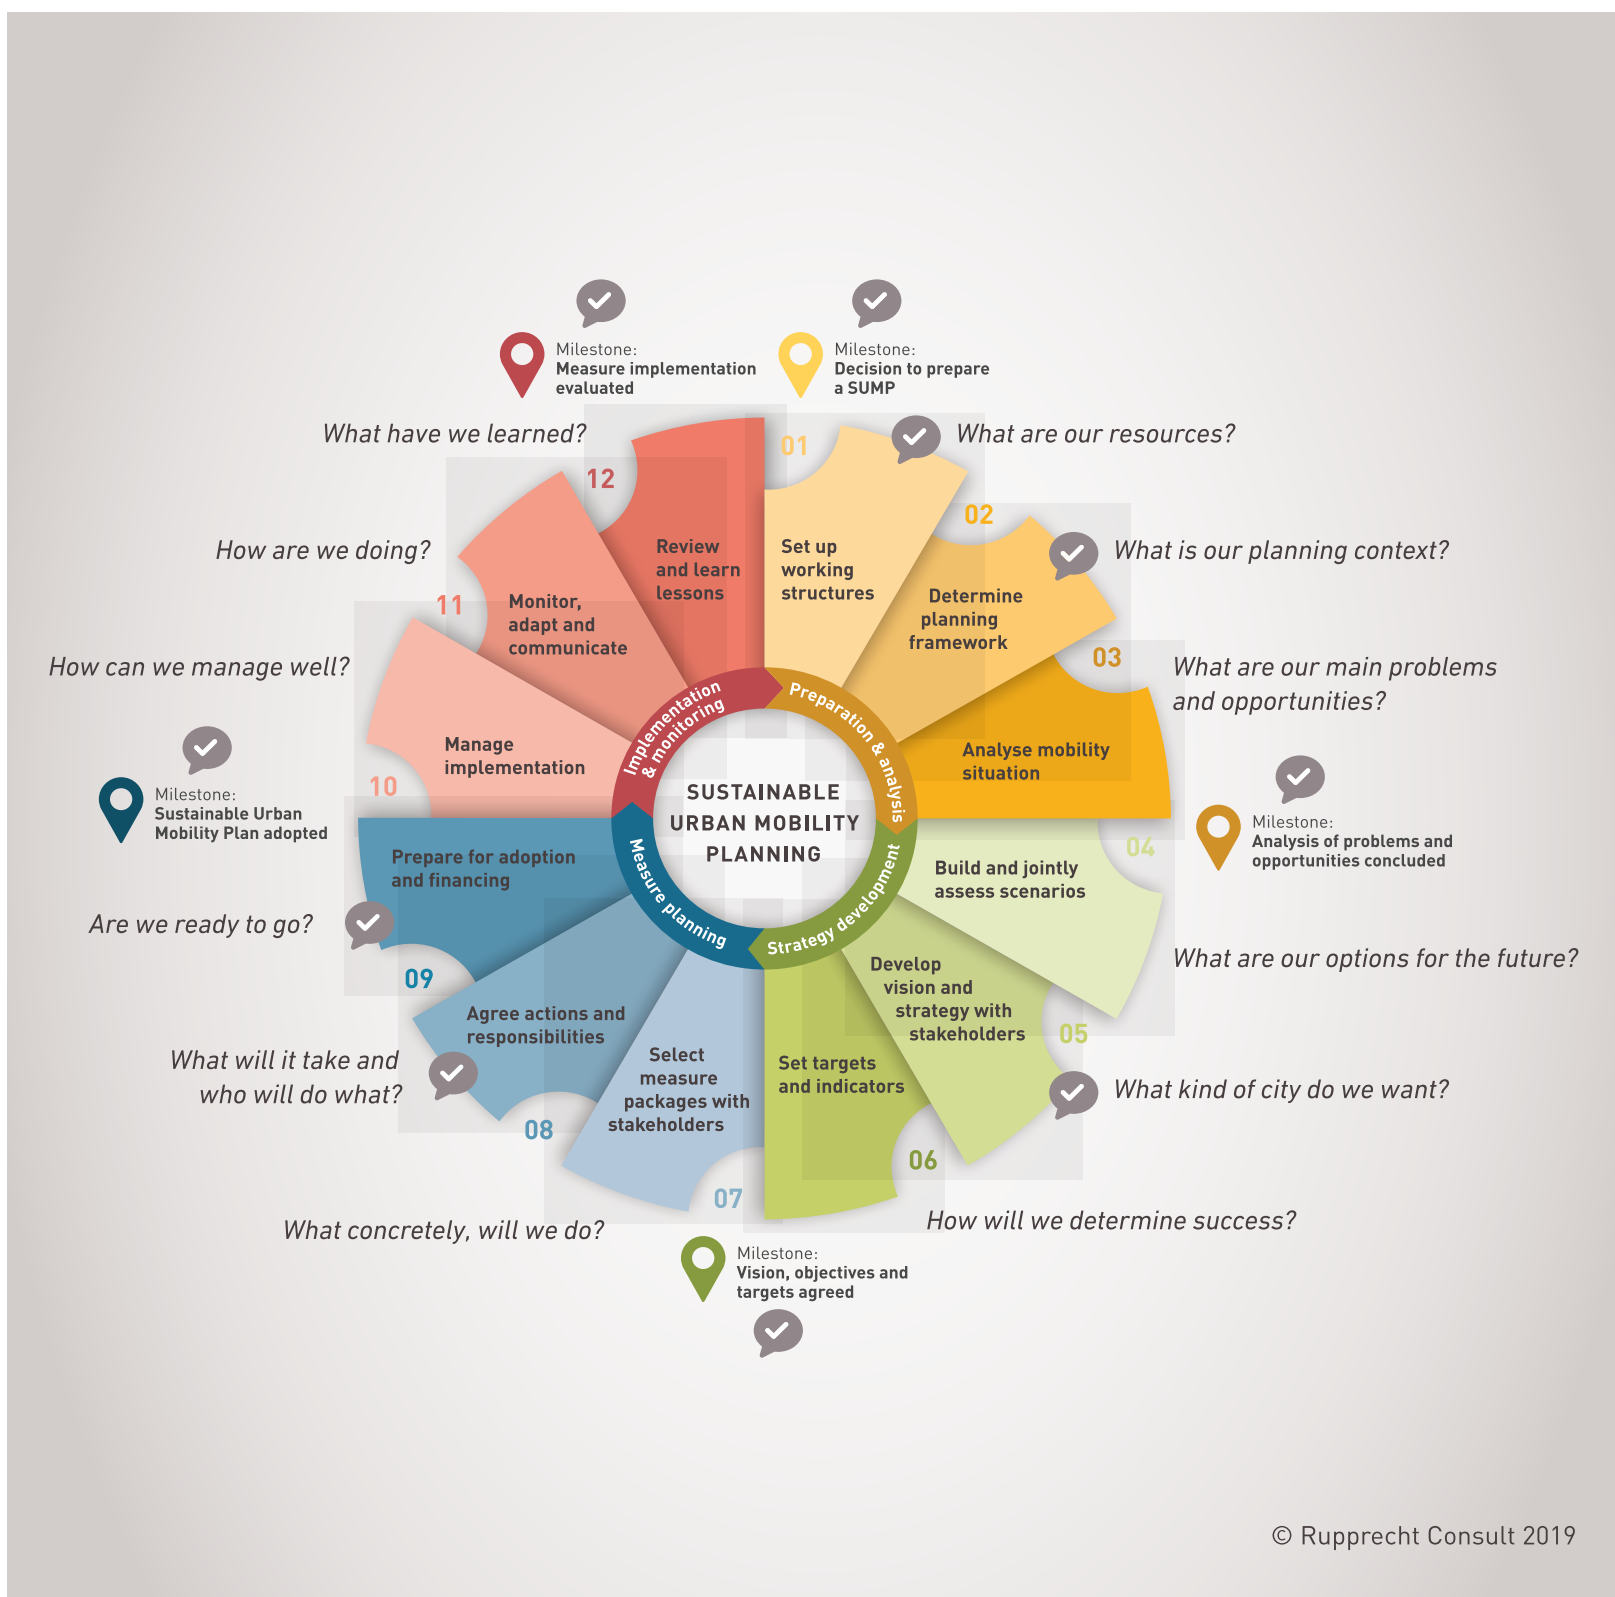 Milestone:
Measure implementation
evaluated
Milestone:
Decision to prepare
a SUMP
What have we learned?
What are our resources?
01
12
02
Review
and learn
lessons
Set up
working
structures
How are we doing?
What is our planning context?
11
Monitor,
adapt and
communicate
Determine
planning
framework
03
How can we manage well?
What are our main problems
and opportunities?
Implementation
& monitoring
Preparation & analysis
Manage
implementation
Analyse mobility
situation
10
Milestone:
Sustainable Urban
Mobility Plan adopted
SUSTAINABLE
URBAN MOBILITY
PLANNING
Milestone:
Analysis of problems and
opportunities concluded
04
Prepare for adoption
and financing
Measure planning
Strategy development
Build and jointly
assess scenarios
Are we ready to go?
09
What are our options for the future?
Develop
vision and
strategy with
stakeholders
05
Agree actions and
responsibilities
What will it take and
who will do what?
Select
measure
packages with
stakeholders
Set targets
and indicators
What kind of city do we want?
08
06
07
What concretely, will we do?
How will we determine success?
Milestone:
Vision, objectives and
targets agreed
© Rupprecht Consult 2019